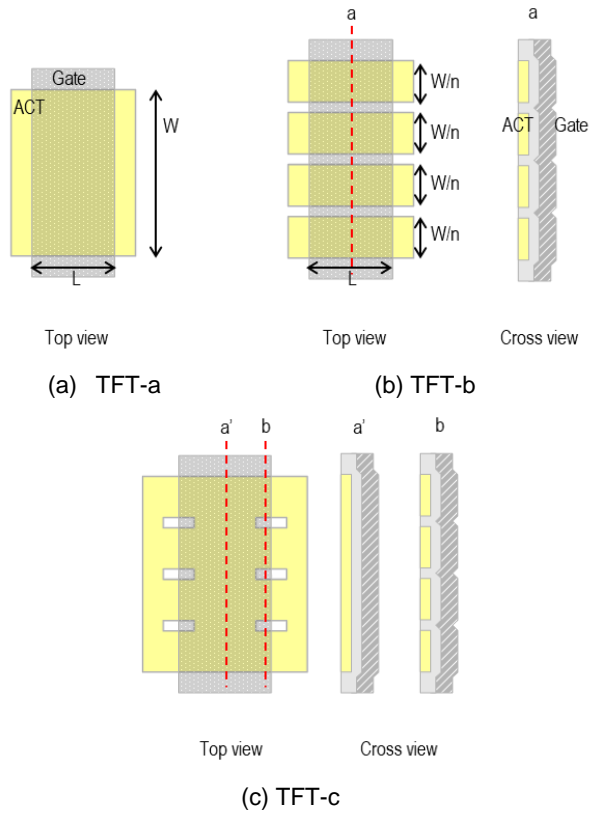 Gate
ACT
W
L
Top view
(a) TFT-a
a
W/n
W/n
W/n
W/n
L
Top view
a
ACT
Gate
Cross view
(b) TFT-b
a'
b
Top view
a'
b
Cross view
(c) TFT-c